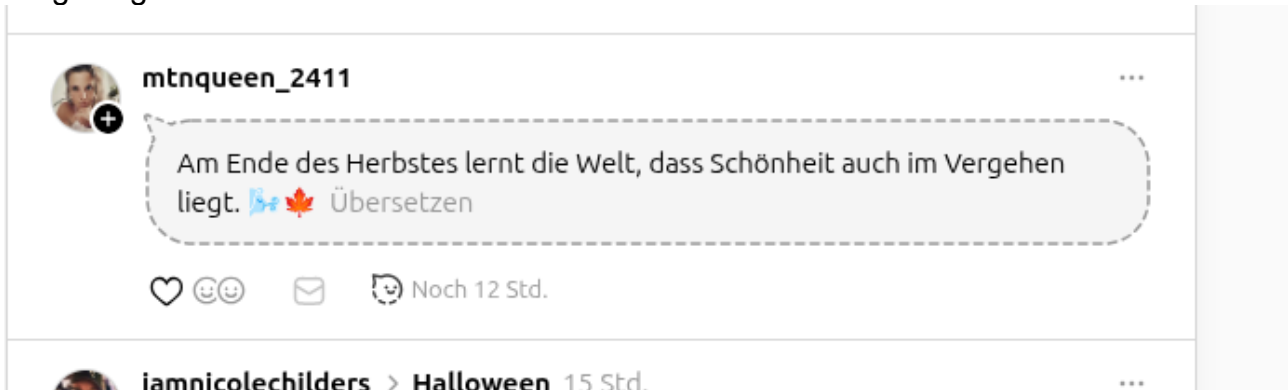 mtnqueen_2411
Am Ende des Herbstes lernt die Welt, dass Schönheit auch im Vergehen
liegt. 🌬️🍁 Übersetzen
Noch 12 Std.
iamnicolechilders > Halloween 15 Std.